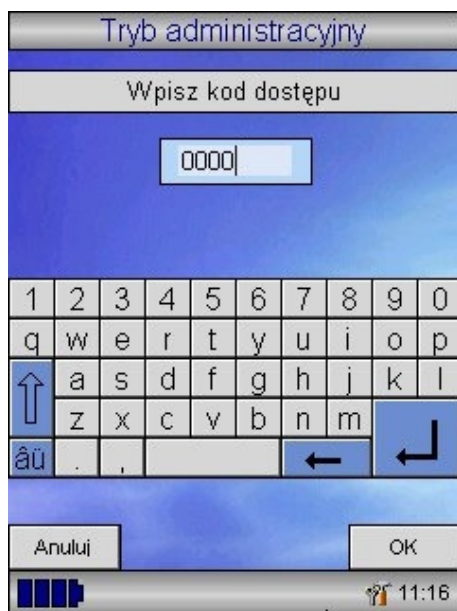 Tryb administracyjny
Wpisz kod dostępu
0000
1 2 3 4 5 6 7 8 9 0
q w e r t y u i o p
a s d f g h j k l
z x c v b n m
âü . ,
Anuluj OK
11:16